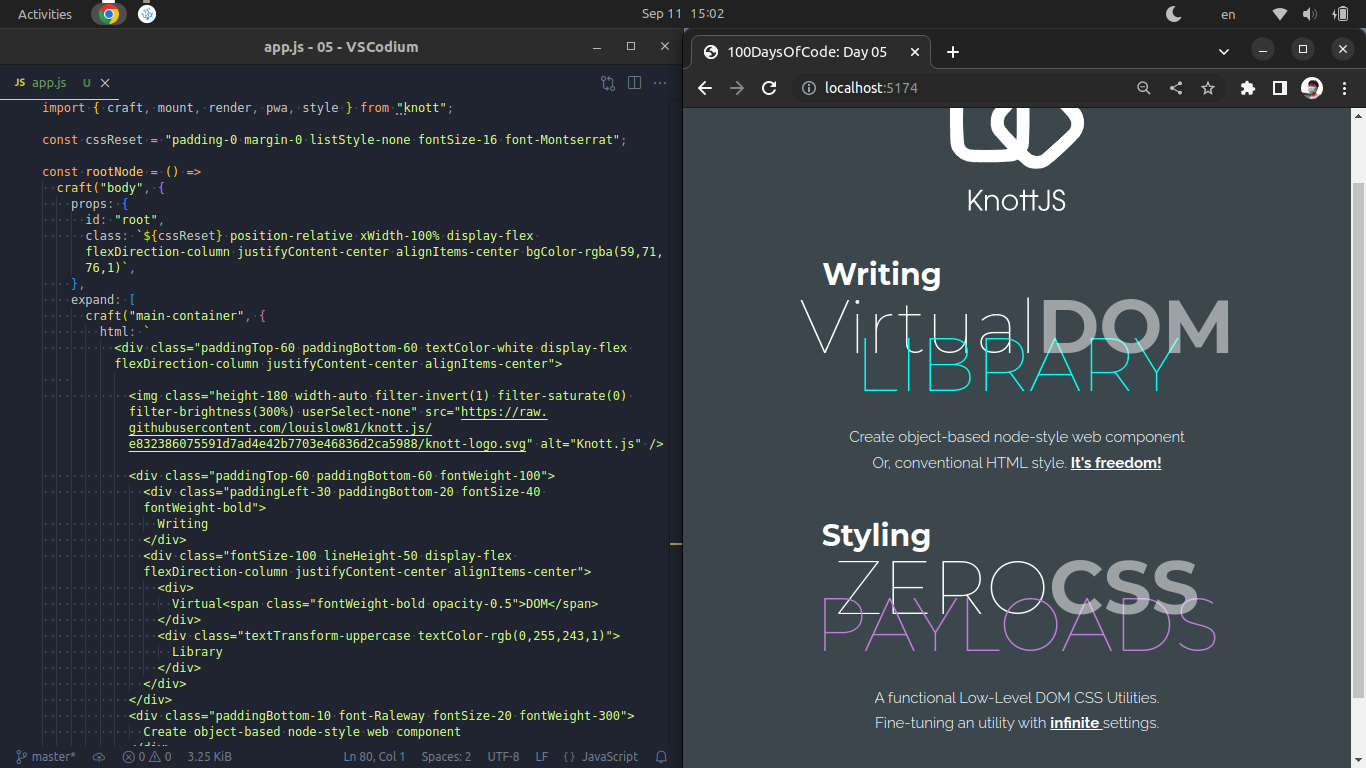 Activities
Sep 11 15:02
en
app.js - 05 - VSCodium
JS app.js U
import { craft, mount, render, pwa, style } from "knott";
const cssReset = "padding-0 margin-0 listStyle-none fontSize-16 font-Montserrat";
const rootNode = () =>
craft("body", {
props: {
id: "root",
class: `${cssReset} position-relative xWidth-100% display-flex
flexDirection-column justifyContent-center alignItems-center bgColor-rgba(59,71,
76,1)`,
},
expand: [
craft("main-container", {
html: `
<div class="paddingTop-60 paddingBottom-60 textColor-white display-flex
flexDirection-column justifyContent-center alignItems-center">
<img class="height-180 width-auto filter-invert(1) filter-saturate(0)
filter-brightness(300%) userSelect-none" src="https://raw.
githubusercontent.com/louislow81/knott.js/
e832386075591d7ad4e42b7703e46836d2ca5988/knott-logo.svg" alt="Knott.js" />
<div class="paddingTop-60 paddingBottom-60 fontWeight-100">
<div class="paddingLeft-30 paddingBottom-20 fontSize-40
fontWeight-bold">
Writing
</div>
<div class="fontSize-100 lineHeight-50 display-flex
flexDirection-column justifyContent-center alignItems-center">
<div>
Virtual<span class="fontWeight-bold opacity-0.5">DOM</span>
</div>
<div class="textTransform-uppercase textColor-rgb(0,255,243,1)">
Library
</div>
</div>
</div>
<div class="paddingBottom-10 font-Raleway fontSize-20 fontWeight-300">
Create object-based node-style web component
</div>
master* 0 0 3.25 KiB Ln 80, Col 1 Spaces: 2 UTF-8 LF {} JavaScript
100DaysOfCode: Day 05
localhost:5174
KnottJS
Writing
VirtualDOM
LIBRARY
Create object-based node-style web component
Or, conventional HTML style. It's freedom!
Styling
ZEROCSS
PAYLOADS
A functional Low-Level DOM CSS Utilities.
Fine-tuning an utility with infinite settings.